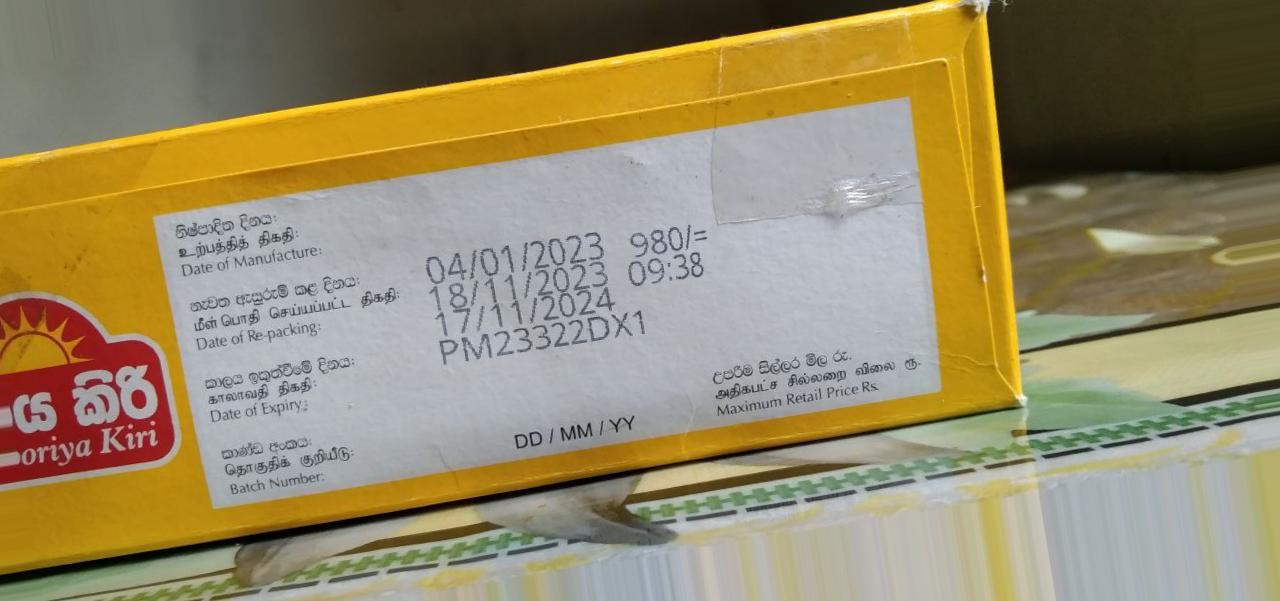 නිෂ්පාදිත දිනය:
உற்பத்தித் திகதி:
Date of Manufacture:
නැවත ඇසුරුම් කළ දිනය:
மீள் பொதி செய்யப்பட்ட திகதி:
Date of Re-packing:
කාලය ඉකුත්වීමේ දිනය:
காலாவதி திகதி:
Date of Expiry:
කාණ්ඩ අංකය:
தொகுதிக் குறியீடு:
Batch Number:
04/01/2023 980/=
18/11/2023 09:38
17/11/2024
PM23322DX1
DD / MM / YY
උපරිම සිල්ලර මිල රු.
அதிகபட்ச சில்லறை விலை ரூ.
Maximum Retail Price Rs.
ය කිරි
oriya Kiri